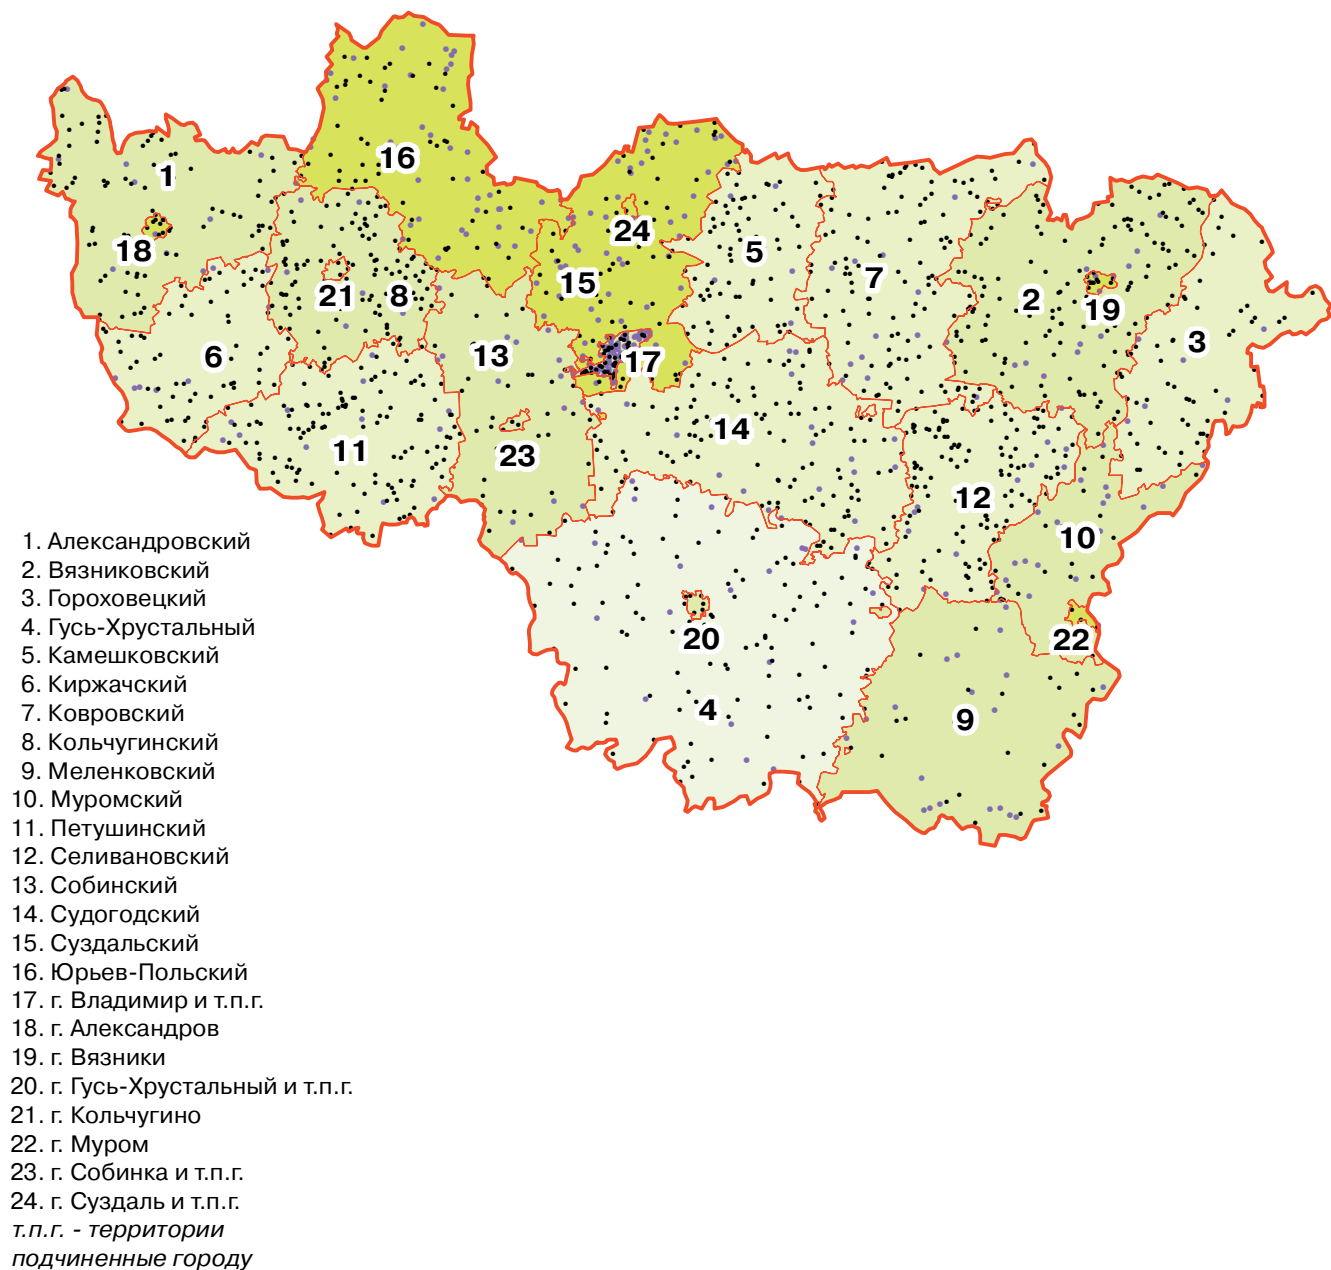 16
1
24
18
5
15
7
21
8
2
19
6
13
17
3
14
11
23
12
10
20
22
4
9
1. Александровский
2. Вязниковский
3. Гороховецкий
4. Гусь-Хрустальный
5. Камешковский
6. Киржачский
7. Ковровский
8. Кольчугинский
9. Меленковский
10. Муромский
11. Петушинский
12. Селивановский
13. Собинский
14. Судогодский
15. Суздальский
16. Юрьев-Польский
17. г. Владимир и т.п.г.
18. г. Александров
19. г. Вязники
20. г. Гусь-Хрустальный и т.п.г.
21. г. Кольчугино
22. г. Муром
23. г. Собинка и т.п.г.
24. г. Суздаль и т.п.г.
т.п.г. - территории
подчиненные городу